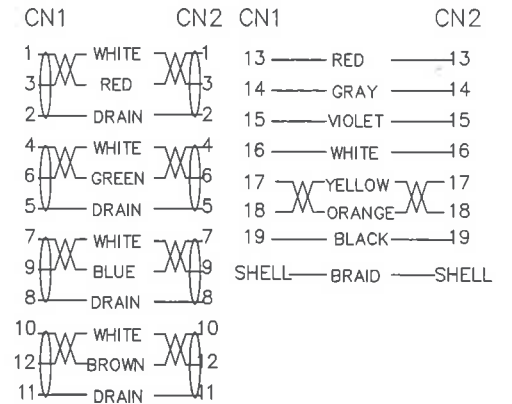 CN1 CN2 CN1 CN2
1 WHITE 1
3 RED 3
2 DRAIN 2
4 WHITE 4
6 GREEN 6
5 DRAIN 5
7 WHITE 7
9 BLUE 9
8 DRAIN 8
10 WHITE 10
12 BROWN 12
11 DRAIN 11
13 RED 13
14 GRAY 14
15 VIOLET 15
16 WHITE 16
17 YELLOW 17
18 ORANGE 18
19 BLACK 19
SHELL BRAID SHELL